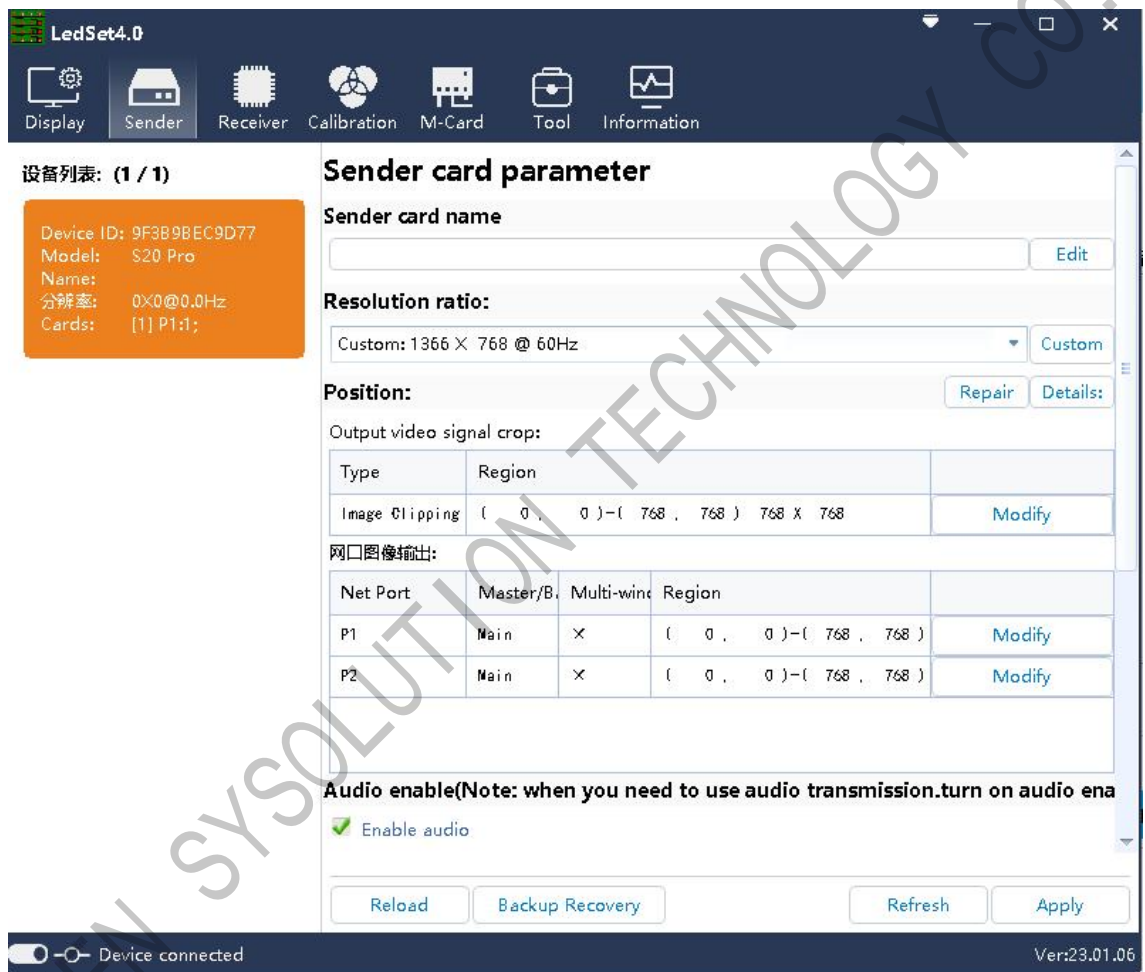 LedSet4.0
Display Sender Receiver Calibration M-Card Tool Information
设备列表: (1 / 1)
Device ID: 9F3B9BEC9D77
Model: S20 Pro
Name:
分辨率: 0X0@0.0Hz
Cards: [1] P1:1;
Sender card parameter
Sender card name
Edit
Resolution ratio:
Custom: 1366 X 768 @ 60Hz Custom
Position: Repair Details:
Output video signal crop:
Type Region
Image Clipping ( 0 , 0 )-( 768 , 768 ) 768 X 768 Modify
网口图像输出:
Net Port Master/B Multi-wind Region
P1 Main × ( 0 , 0 )-( 768 , 768 ) Modify
P2 Main × ( 0 , 0 )-( 768 , 768 ) Modify
Audio enable(Note: when you need to use audio transmission.turn on audio ena
Enable audio
Reload Backup Recovery Refresh Apply
Device connected Ver:23.01.06
EN SYSOLUTION TECHNOLOGY CO.